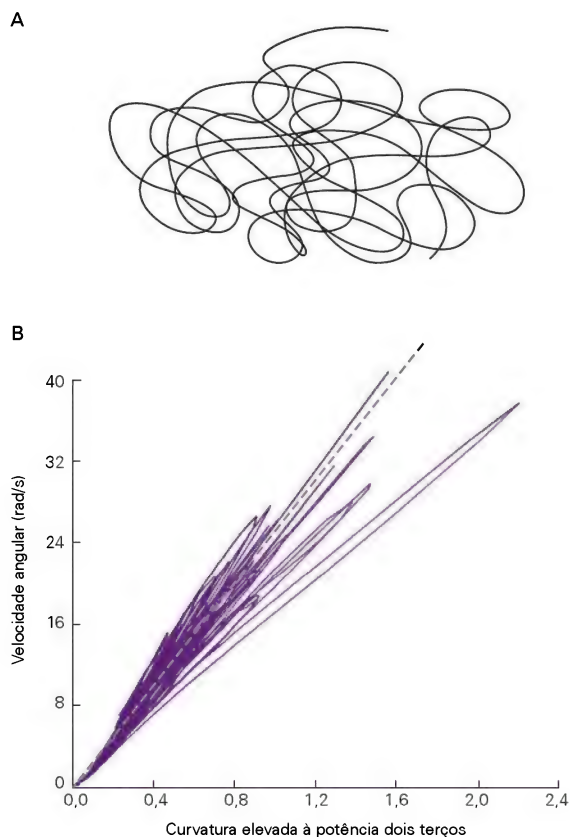 A
B
Velocidade angular (rad/s)
40
32
24
16
8
0
0,0 0,4 0,8 1,2 1,6 2,0 2,4
Curvatura elevada à potência dois terços